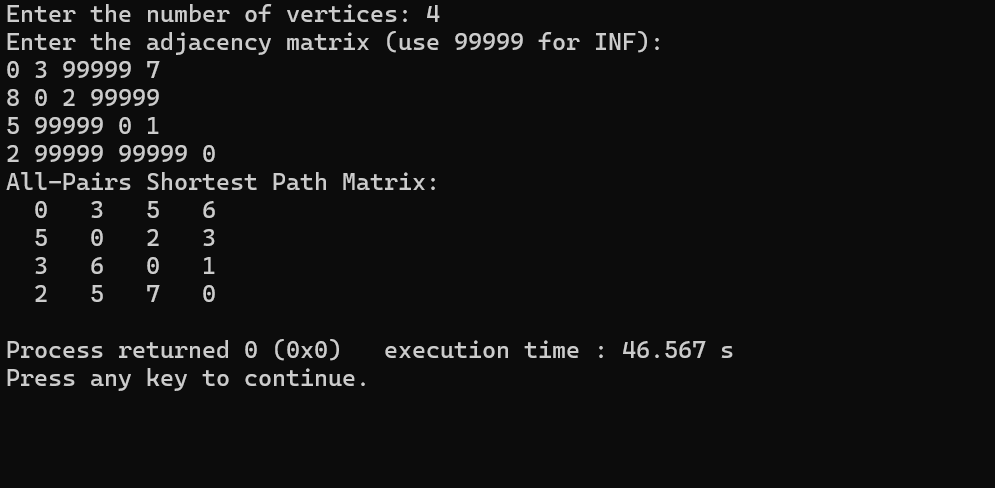 Enter the number of vertices: 4
Enter the adjacency matrix (use 99999 for INF):
0 3 99999 7
8 0 2 99999
5 99999 0 1
2 99999 99999 0
All-Pairs Shortest Path Matrix:
  0   3   5   6
  5   0   2   3
  3   6   0   1
  2   5   7   0
Process returned 0 (0x0)   execution time : 46.567 s
Press any key to continue.